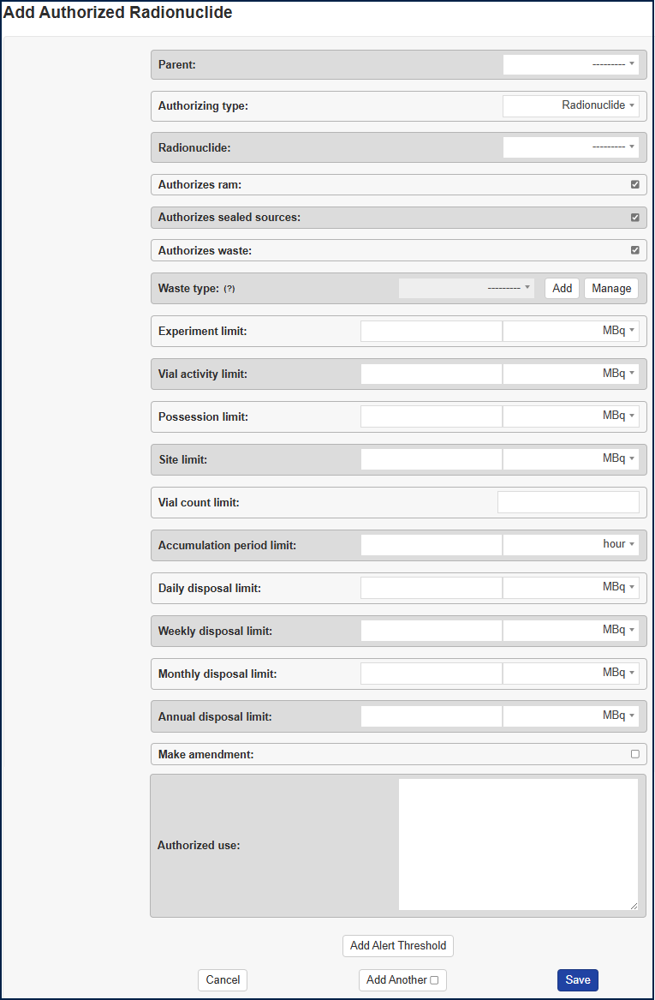 Add Authorized Radionuclide
Parent: ---------
Authorizing type: Radionuclide
Radionuclide: ---------
Authorizes ram:
Authorizes sealed sources:
Authorizes waste:
Waste type: (?) --------- Add Manage
Experiment limit: MBq
Vial activity limit: MBq
Possession limit: MBq
Site limit: MBq
Vial count limit:
Accumulation period limit: hour
Daily disposal limit: MBq
Weekly disposal limit: MBq
Monthly disposal limit: MBq
Annual disposal limit: MBq
Make amendment:
Authorized use:
Add Alert Threshold
Cancel Add Another Save